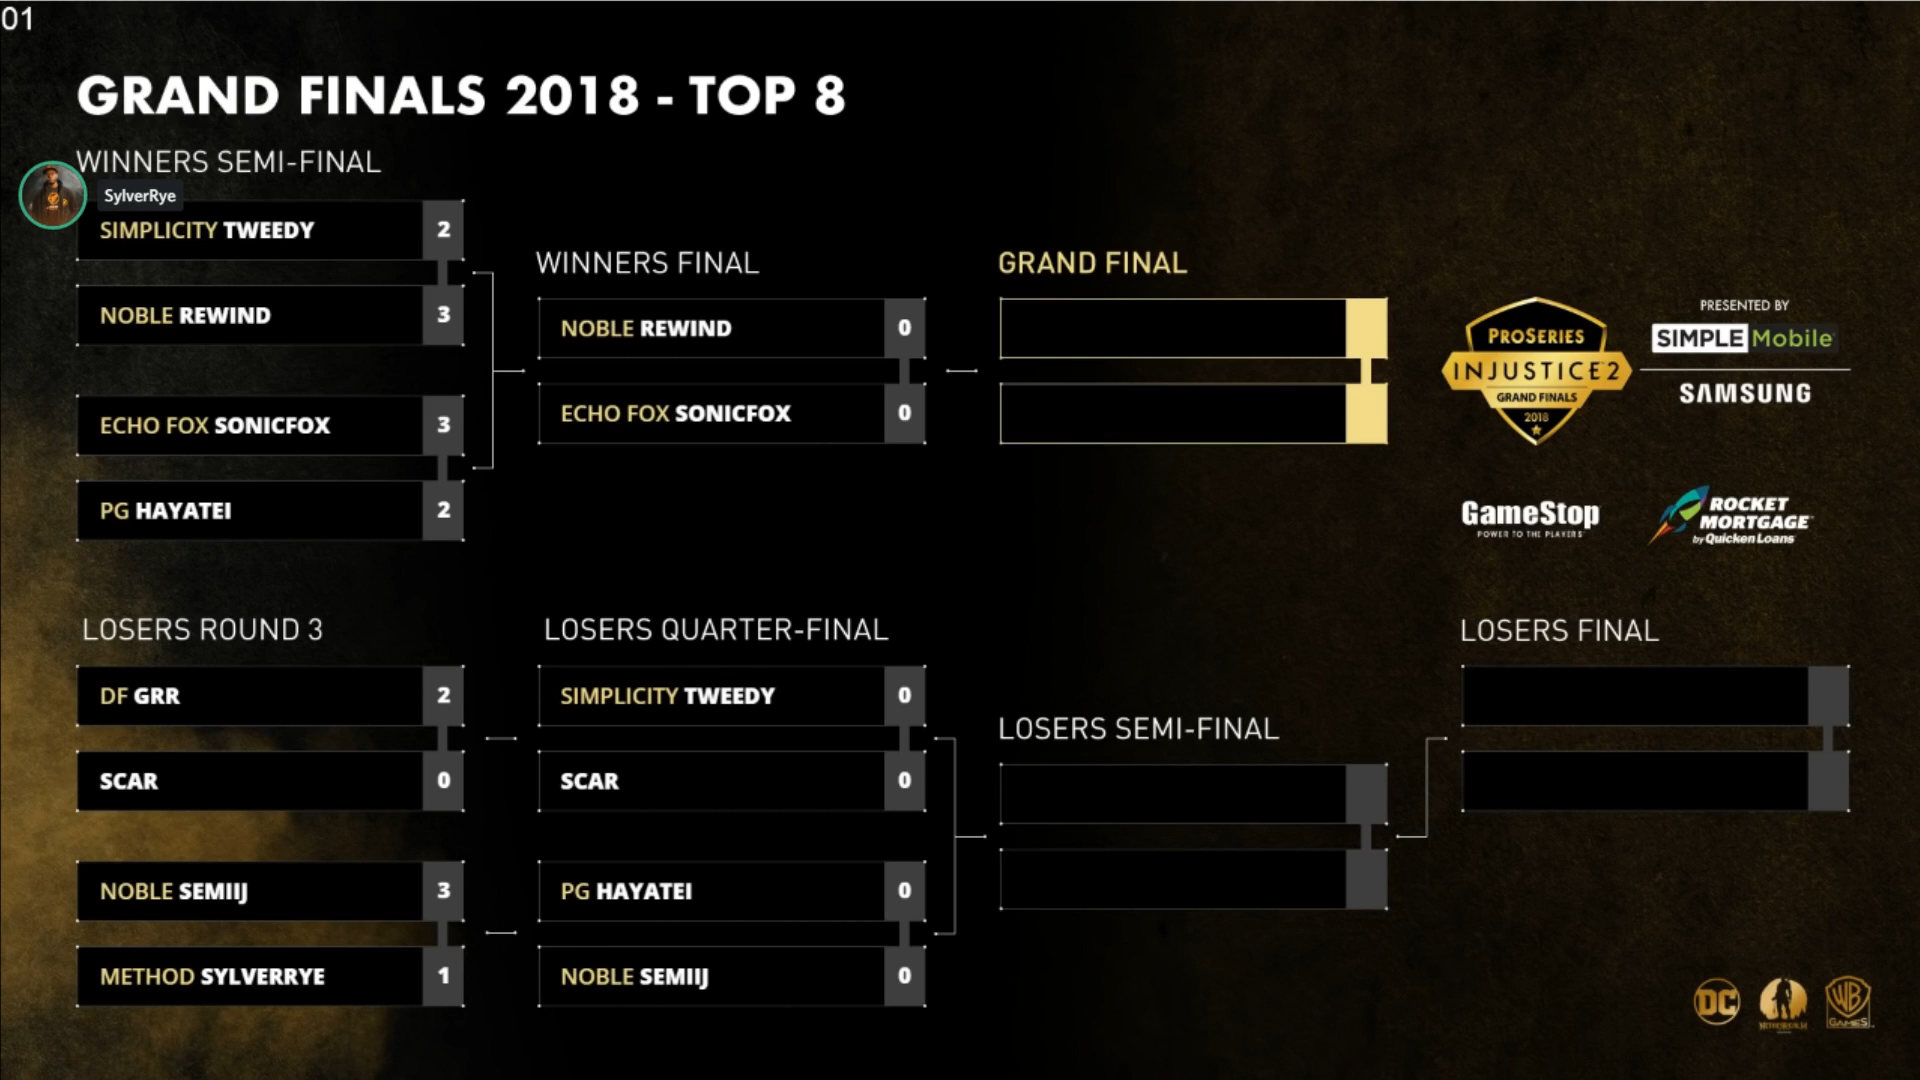 01
GRAND FINALS 2018 - TOP 8
WINNERS SEMI-FINAL
SylverRye
SIMPLICITY TWEEDY 2
NOBLE REWIND 3
ECHO FOX SONICFOX 3
PG HAYATEI 2
WINNERS FINAL
NOBLE REWIND 0
ECHO FOX SONICFOX 0
GRAND FINAL
PROSERIES
INJUSTICE 2
GRAND FINALS
2018
PRESENTED BY
SIMPLE Mobile
SAMSUNG
GameStop
POWER TO THE PLAYERS
ROCKET
MORTGAGE
by Quicken Loans
LOSERS ROUND 3
DF GRR 2
SCAR 0
NOBLE SEMIIJ 3
METHOD SYLVERRYE 1
LOSERS QUARTER-FINAL
SIMPLICITY TWEEDY 0
SCAR 0
PG HAYATEI 0
NOBLE SEMIIJ 0
LOSERS SEMI-FINAL
LOSERS FINAL
DC
WB
GAMES